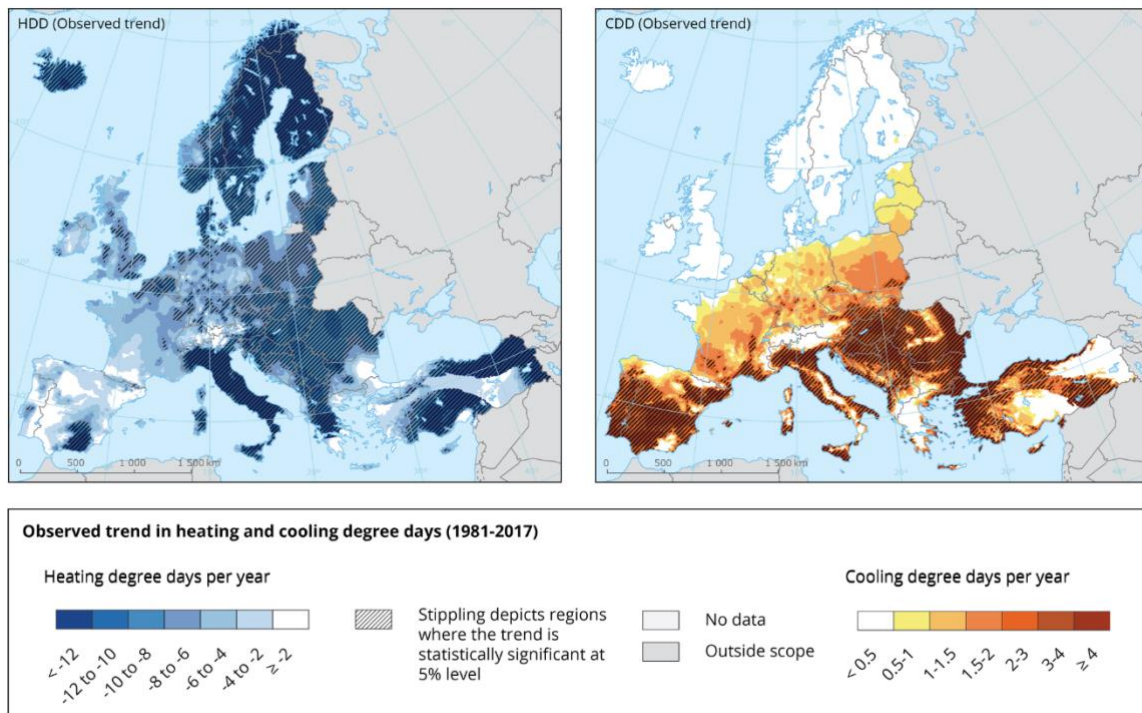 HDD (Observed trend)
CDD (Observed trend)
0 500 1 000 1 500 km
0 500 1 000 1 500 km
Observed trend in heating and cooling degree days (1981-2017)
Heating degree days per year
< -12
-12 to -10
-10 to -8
-8 to -6
-6 to -4
-4 to -2
≥ -2
Stippling depicts regions
where the trend is
statistically significant at
5% level
No data
Outside scope
Cooling degree days per year
< 0.5
0.5-1
1-1.5
1.5-2
2-3
3-4
≥ 4